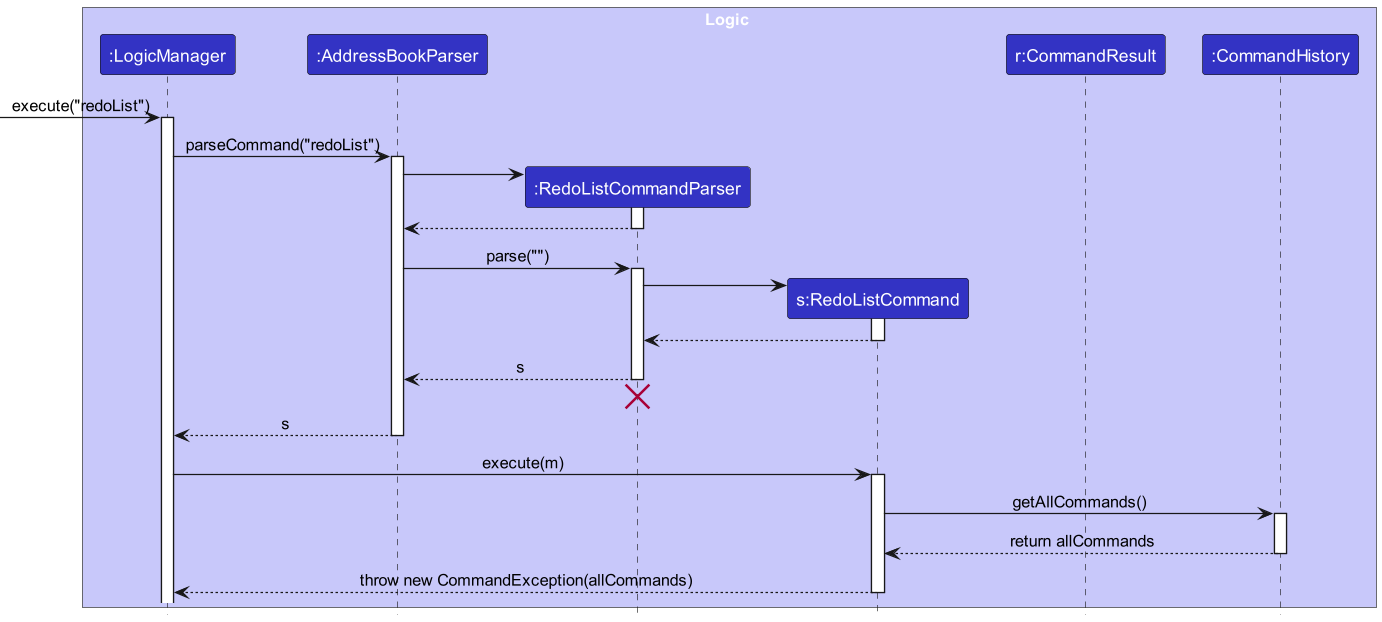 Logic
:LogicManager
:AddressBookParser
r:CommandResult
:CommandHistory
execute("redoList")
parseCommand("redoList")
:RedoListCommandParser
parse("")
s:RedoListCommand
s
s
execute(m)
getAllCommands()
return allCommands
throw new CommandException(allCommands)